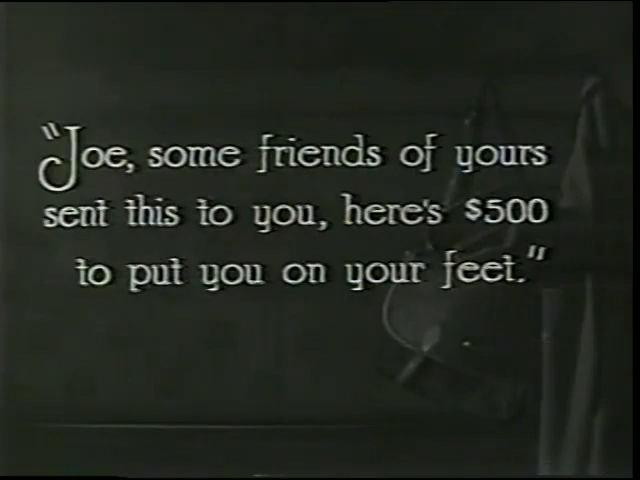 "Joe, some friends of yours
sent this to you, here's $500
to put you on your feet."